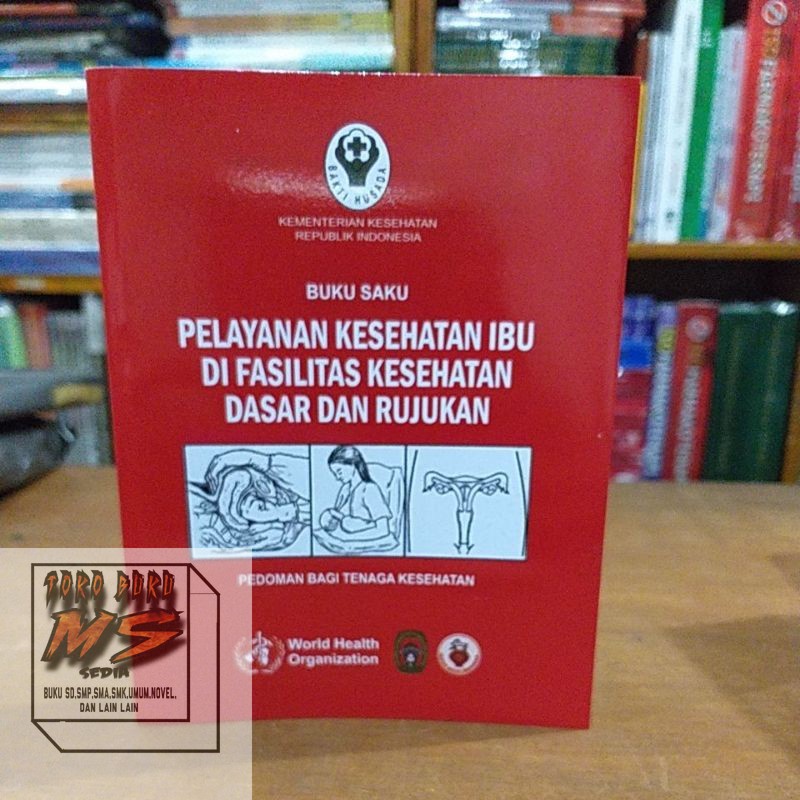 BAKTI HUSADA
KEMENTERIAN KESEHATAN
REPUBLIK INDONESIA
BUKU SAKU
PELAYANAN KESEHATAN IBU
DI FASILITAS KESEHATAN
DASAR DAN RUJUKAN
PEDOMAN BAGI TENAGA KESEHATAN
World Health
Organization
TOKO BUKU
MS
SEDIA
BUKU SD,SMP,SMA,SMK,UMUM,NOVEL,
DAN LAIN LAIN